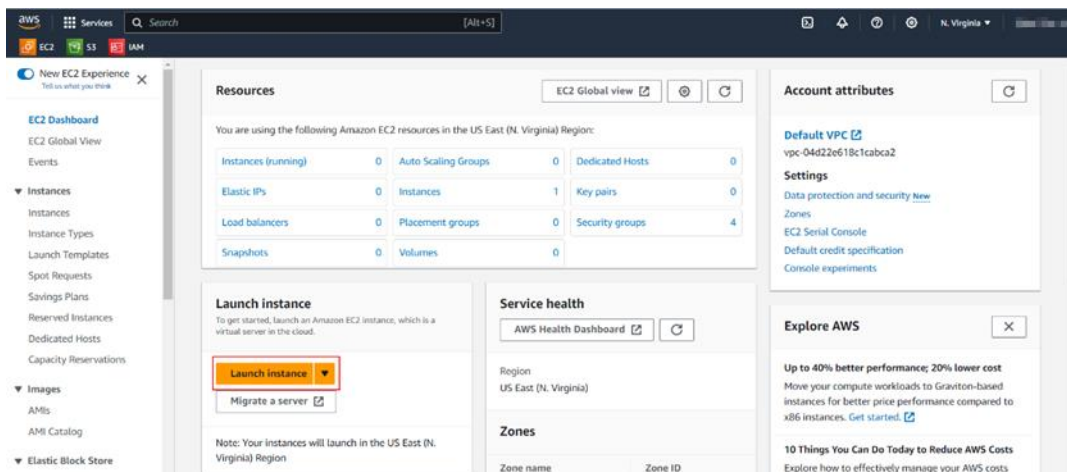 aws Services Search [Alt+S] N. Virginia
EC2 S3 IAM
New EC2 Experience
Tell us what you think
EC2 Dashboard
EC2 Global View
Events
Instances
Instances
Instance Types
Launch Templates
Spot Requests
Savings Plans
Reserved Instances
Dedicated Hosts
Capacity Reservations
Images
AMIs
AMI Catalog
Elastic Block Store
Resources
EC2 Global view
You are using the following Amazon EC2 resources in the US East (N. Virginia) Region:
Instances (running) 0 Auto Scaling Groups 0 Dedicated Hosts 0
Elastic IPs 0 Instances 1 Key pairs 0
Load balancers 0 Placement groups 0 Security groups 4
Snapshots 0 Volumes 0
Launch instance
To get started, launch an Amazon EC2 instance, which is a
virtual server in the cloud.
Launch instance
Migrate a server
Note: Your instances will launch in the US East (N.
Virginia) Region
Service health
AWS Health Dashboard
Region
US East (N. Virginia)
Zones
Zone name Zone ID
Account attributes
Default VPC
vpc-04d22e618c1cabca2
Settings
Data protection and security New
Zones
EC2 Serial Console
Default credit specification
Console experiments
Explore AWS
Up to 40% better performance; 20% lower cost
Move your compute workloads to Graviton-based
instances for better price performance compared to
x86 instances. Get started.
10 Things You Can Do Today to Reduce AWS Costs
Explore how to effectively manage your AWS costs